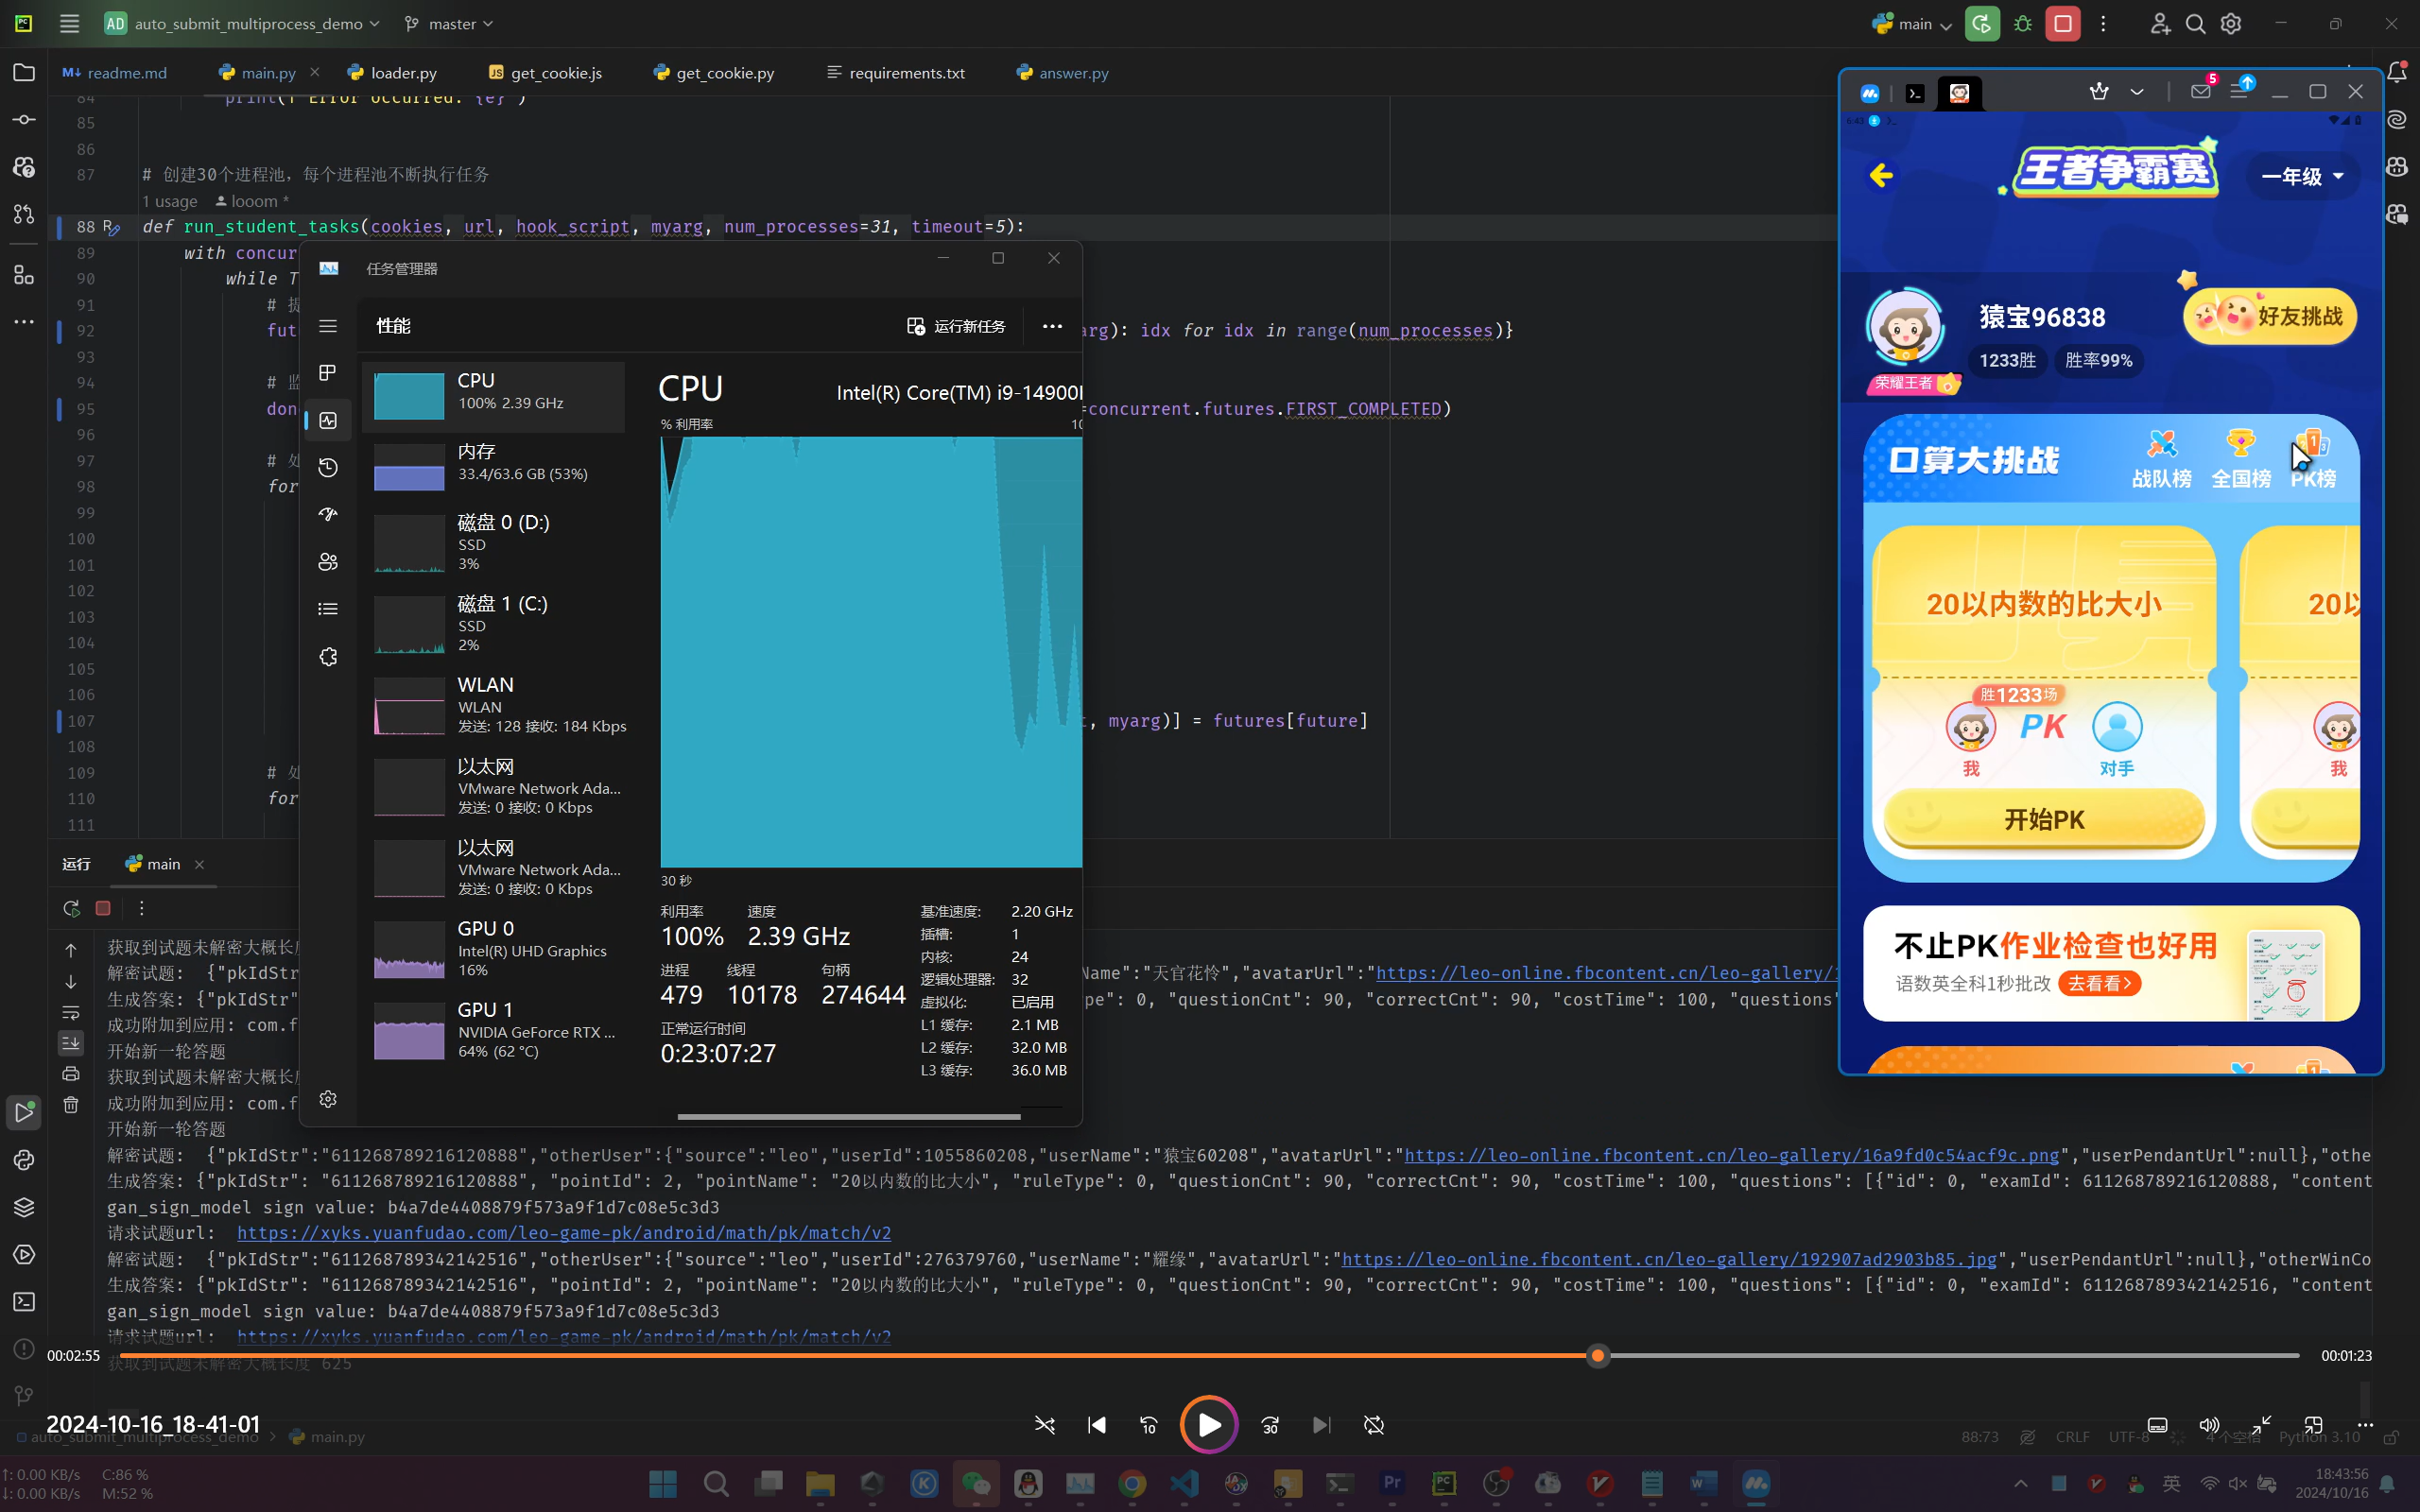 AD auto_submit_multiprocess_demo
master
main
readme.md
main.py
loader.py
get_cookie.js
get_cookie.py
requirements.txt
answer.py
84 print(f"Error occurred: {e}")
85
86
87 # 创建30个进程池，每个进程池不断执行任务
1 usage looom *
88 def run_student_tasks(cookies, url, hook_script, myarg, num_processes=31, timeout=5):
89 with concur
90 while T
91 #
92 fut arg): idx for idx in range(num_processes)}
93
94 # 监
95 don =concurrent.futures.FIRST_COMPLETED)
96
97 # 处
98 for
99
100
101
102
103
104
105
106
107 , myarg)] = futures[future]
108
109 # 处
110 for
111
任务管理器
性能
运行新任务
CPU
100% 2.39 GHz
内存
33.4/63.6 GB (53%)
磁盘 0 (D:)
SSD
3%
磁盘 1 (C:)
SSD
2%
WLAN
WLAN
发送: 128 接收: 184 Kbps
以太网
VMware Network Ada...
发送: 0 接收: 0 Kbps
以太网
VMware Network Ada...
发送: 0 接收: 0 Kbps
GPU 0
Intel(R) UHD Graphics
16%
GPU 1
NVIDIA GeForce RTX ...
64% (62 °C)
CPU Intel(R) Core(TM) i9-14900
% 利用率 10
30 秒
利用率 速度
100% 2.39 GHz
进程 线程 句柄
479 10178 274644
正常运行时间
0:23:07:27
基准速度: 2.20 GHz
插槽: 1
内核: 24
逻辑处理器: 32
虚拟化: 已启用
L1 缓存: 2.1 MB
L2 缓存: 32.0 MB
L3 缓存: 36.0 MB
5
6:43
王者争霸赛
一年级
猿宝96838
1233胜 胜率99%
荣耀王者
好友挑战
口算大挑战
战队榜 全国榜 PK榜
20以内数的比大小
20以
胜1233场
PK
我 对手
我
开始PK
不止PK作业检查也好用
语数英全科1秒批改 去看看>
运行 main
获取到试题未解密大概长
解密试题: {"pkIdStr Name":"天官花怜","avatarUrl":"https://leo-online.fbcontent.cn/leo-gallery/1
生成答案: {"pkIdStr" pe": 0, "questionCnt": 90, "correctCnt": 90, "costTime": 100, "questions"
成功附加到应用: com.f
开始新一轮答题
获取到试题未解密大概长
成功附加到应用: com.f
开始新一轮答题
解密试题: {"pkIdStr":"611268789216120888","otherUser":{"source":"leo","userId":1055860208,"userName":"猿宝60208","avatarUrl":"https://leo-online.fbcontent.cn/leo-gallery/16a9fd0c54acf9c.png","userPendantUrl":null},"othe
生成答案: {"pkIdStr": "611268789216120888", "pointId": 2, "pointName": "20以内数的比大小", "ruleType": 0, "questionCnt": 90, "correctCnt": 90, "costTime": 100, "questions": [{"id": 0, "examId": 611268789216120888, "content
gan_sign_model sign value: b4a7de4408879f573a9f1d7c08e5c3d3
请求试题url: https://xyks.yuanfudao.com/leo-game-pk/android/math/pk/match/v2
解密试题: {"pkIdStr":"611268789342142516","otherUser":{"source":"leo","userId":276379760,"userName":"耀缘","avatarUrl":"https://leo-online.fbcontent.cn/leo-gallery/192907ad2903b85.jpg","userPendantUrl":null},"otherWinCo
生成答案: {"pkIdStr": "611268789342142516", "pointId": 2, "pointName": "20以内数的比大小", "ruleType": 0, "questionCnt": 90, "correctCnt": 90, "costTime": 100, "questions": [{"id": 0, "examId": 611268789342142516, "content
gan_sign_model sign value: b4a7de4408879f573a9f1d7c08e5c3d3
请求试题url: https://xyks.yuanfudao.com/leo-game-pk/android/math/pk/match/v2
获取到试题未解密大概长度 625
00:02:55
00:01:23
2024-10-16_18-41-01
10
30
auto_submit_multiprocess_demo > main.py
88:73 CRLF UTF-8 4个空格 Python 3.10
↑: 0.00 KB/s C:86 %
↓: 0.00 KB/s M:52 %
英
18:43:56
2024/10/16